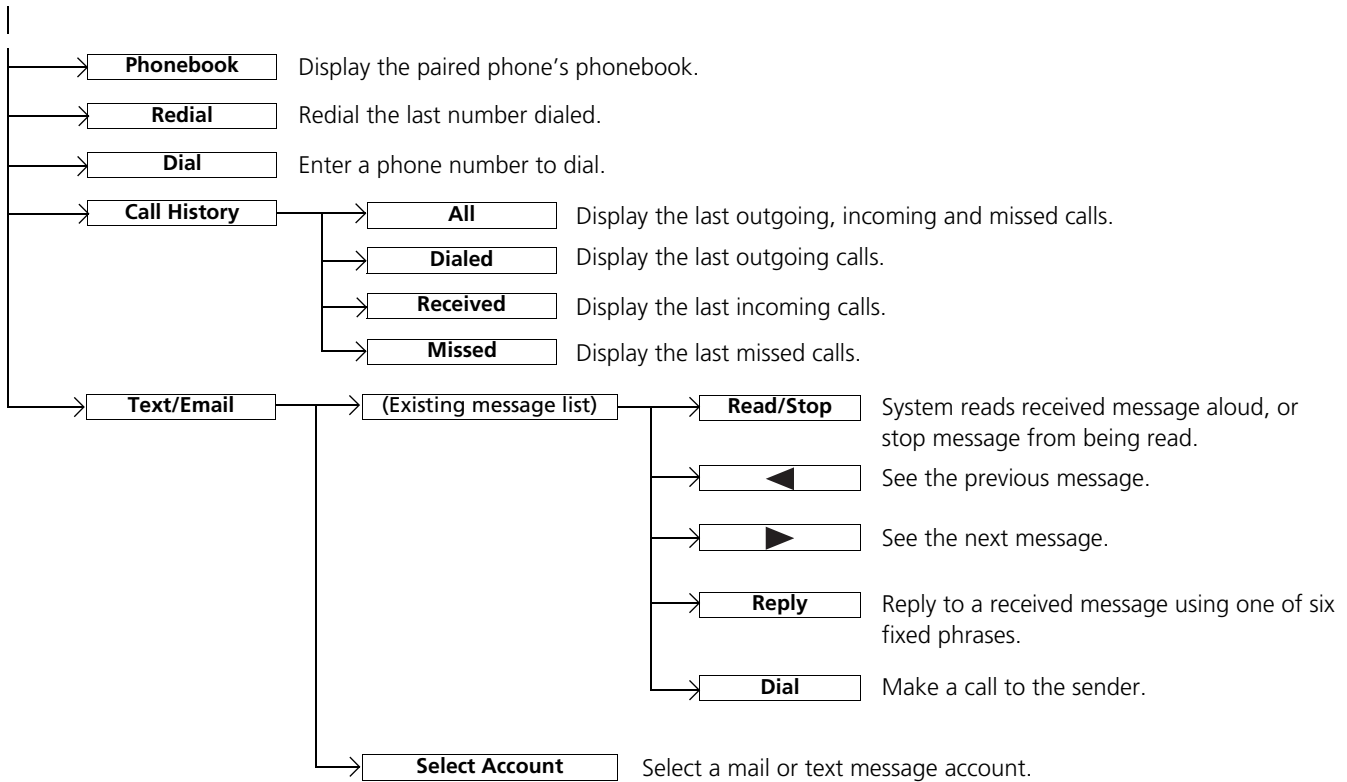 Phonebook Display the paired phone's phonebook.
Redial Redial the last number dialed.
Dial Enter a phone number to dial.
Call History All Display the last outgoing, incoming and missed calls.
Dialed Display the last outgoing calls.
Received Display the last incoming calls.
Missed Display the last missed calls.
Text/Email (Existing message list) Read/Stop System reads received message aloud, or
stop message from being read.
See the previous message.
See the next message.
Reply Reply to a received message using one of six
fixed phrases.
Dial Make a call to the sender.
Select Account Select a mail or text message account.